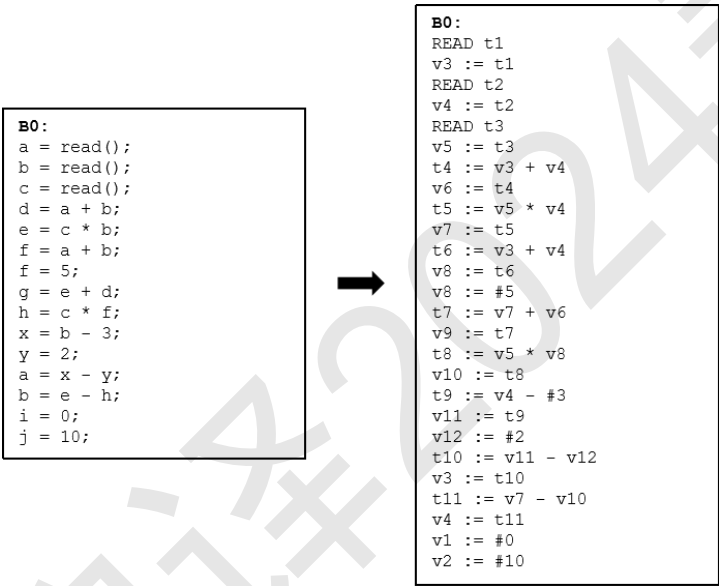 B0:
a = read();
b = read();
c = read();
d = a + b;
e = c * b;
f = a + b;
f = 5;
g = e + d;
h = c * f;
x = b - 3;
y = 2;
a = x - y;
b = e - h;
i = 0;
j = 10;
B0:
READ t1
v3 := t1
READ t2
v4 := t2
READ t3
v5 := t3
t4 := v3 + v4
v6 := t4
t5 := v5 * v4
v7 := t5
t6 := v3 + v4
v8 := t6
v8 := #5
t7 := v7 + v6
v9 := t7
t8 := v5 * v8
v10 := t8
t9 := v4 - #3
v11 := t9
v12 := #2
t10 := v11 - v12
v3 := t10
t11 := v7 - v10
v4 := t11
v1 := #0
v2 := #10